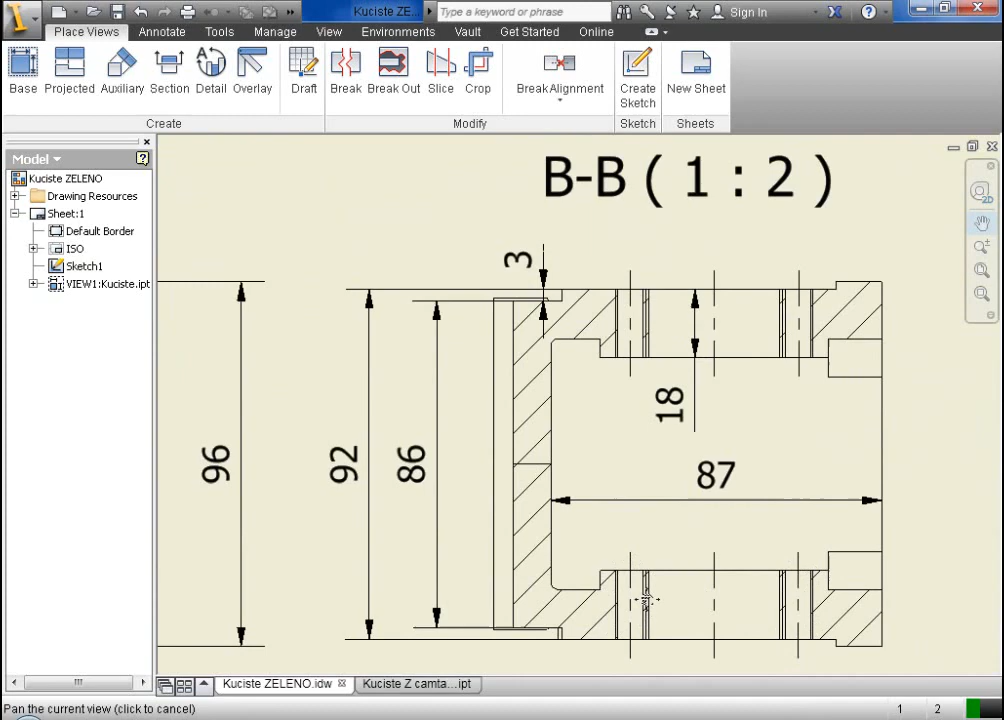 Kuciste ZE...
Type a keyword or phrase
Sign In
Place Views
Annotate
Tools
Manage
View
Environments
Vault
Get Started
Online
Base
Projected
Auxiliary
Section
Detail
Overlay
Draft
Break
Break Out
Slice
Crop
Break Alignment
Create
Sketch
New Sheet
Create
Modify
Sketch
Sheets
Model
Kuciste ZELENO
Drawing Resources
Sheet:1
Default Border
ISO
Sketch1
VIEW1:Kuciste.ipt
B-B ( 1 : 2 )
3
18
96
92
86
87
2D
Kuciste ZELENO.idw
Kuciste Z camta...ipt
Pan the current view (click to cancel)
1
2